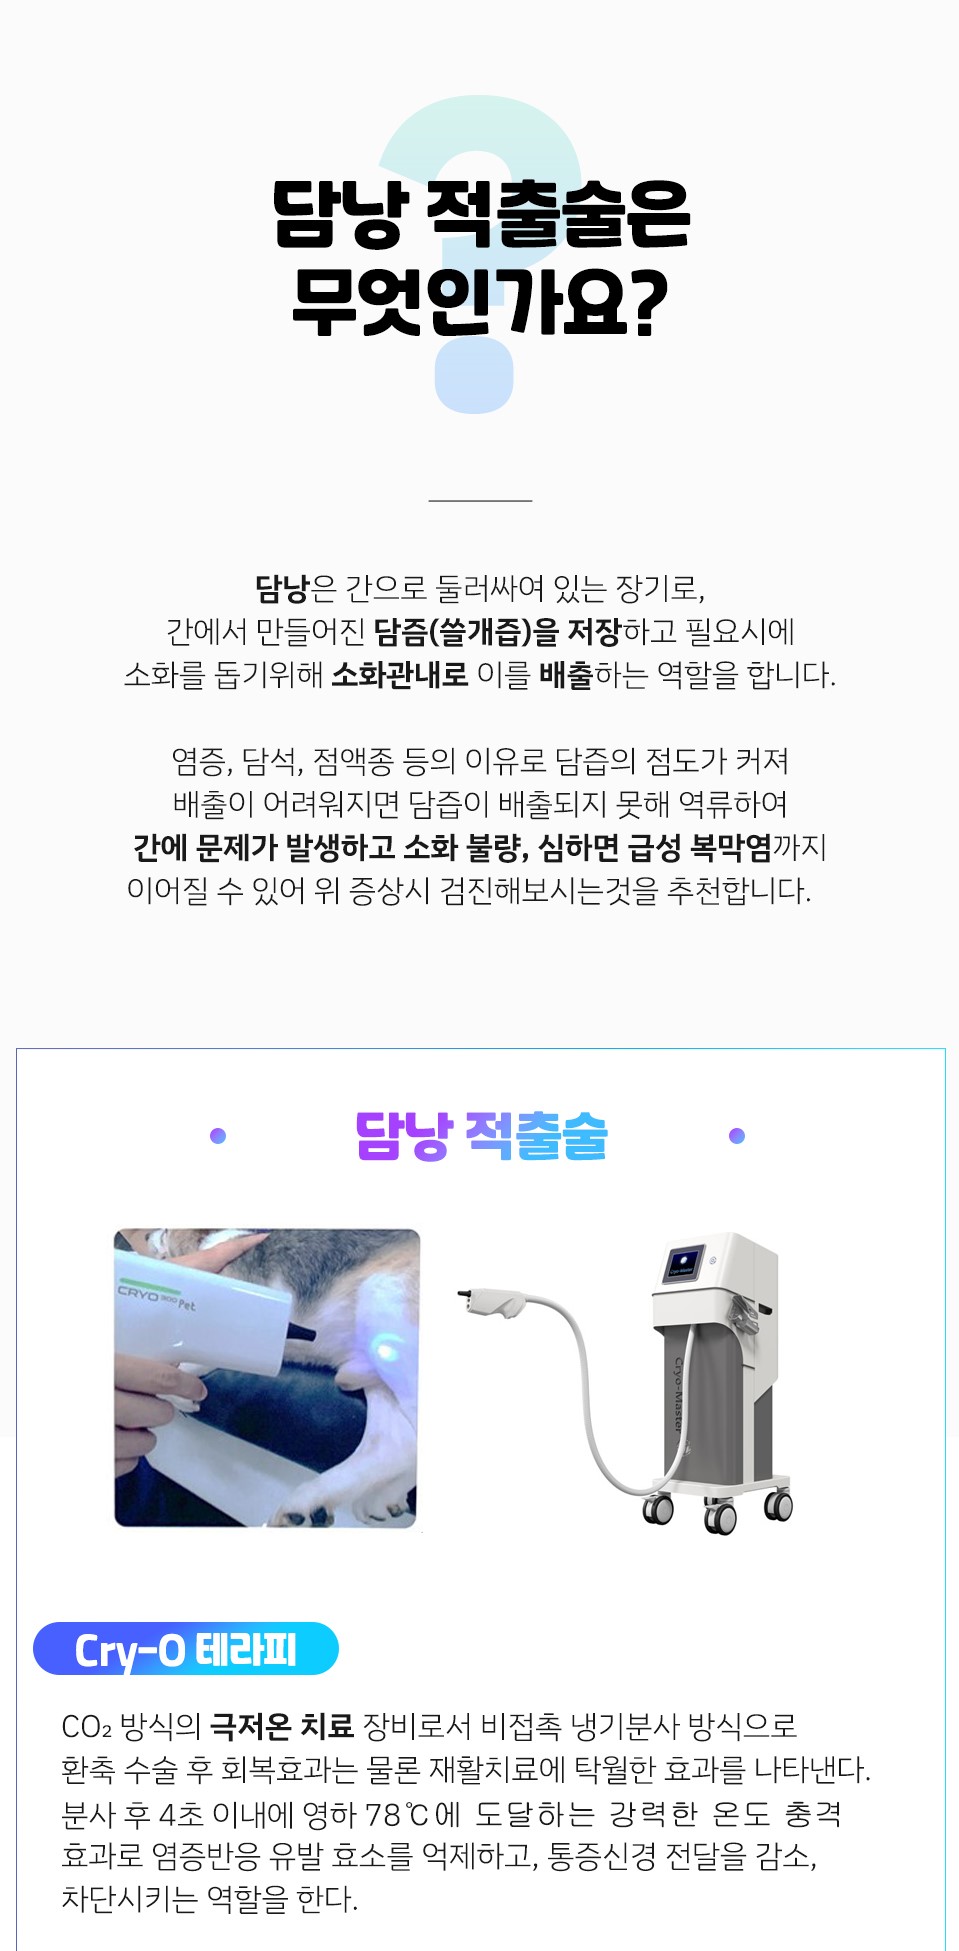 담낭 적출술은
무엇인가요?
담낭은 간으로 둘러싸여 있는 장기로,
간에서 만들어진 담즙(쓸개즙)을 저장하고 필요시에
소화를 돕기위해 소화관내로 이를 배출하는 역할을 합니다.
염증, 담석, 점액종 등의 이유로 담즙의 점도가 커져
배출이 어려워지면 담즙이 배출되지 못해 역류하여
간에 문제가 발생하고 소화 불량, 심하면 급성 복막염까지
이어질 수 있어 위 증상시 검진해보시는것을 추천합니다.
담낭 적출술
CRYO 300 Pet
Cryo-Master
Cryo-Master
Cry-O 테라피
CO₂ 방식의 극저온 치료 장비로서 비접촉 냉기분사 방식으로
환축 수술 후 회복효과는 물론 재활치료에 탁월한 효과를 나타낸다.
분사 후 4초 이내에 영하 78℃에 도달하는 강력한 온도 충격
효과로 염증반응 유발 효소를 억제하고, 통증신경 전달을 감소,
차단시키는 역할을 한다.